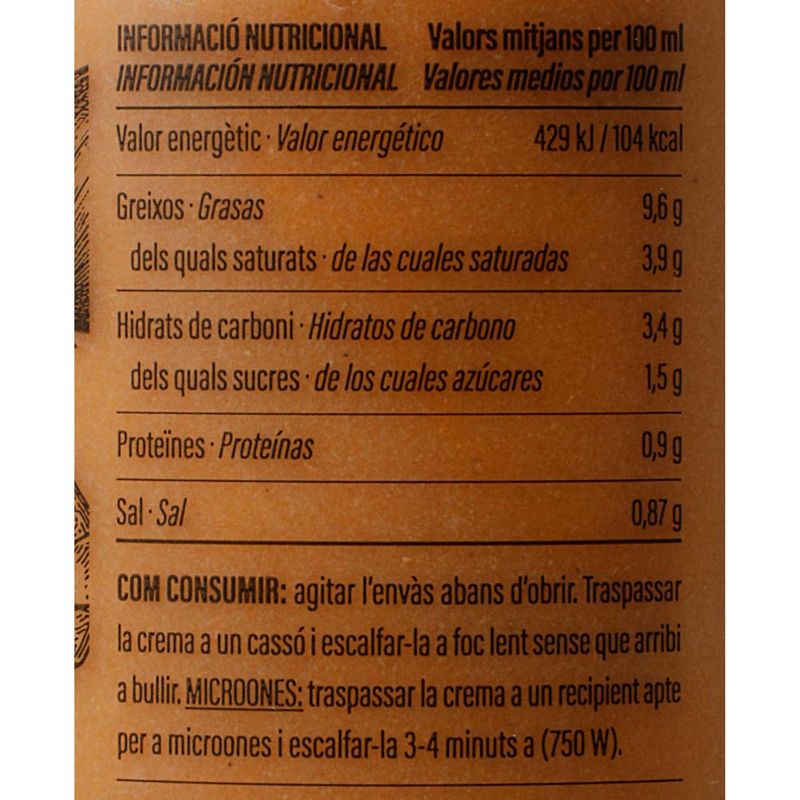 INFORMACIÓ NUTRICIONAL Valors mitjans per 100 ml
INFORMACIÓN NUTRICIONAL Valores medios por 100 ml
Valor energètic · Valor energético 429 kJ / 104 kcal
Greixos · Grasas 9,6 g
dels quals saturats · de las cuales saturadas 3,9 g
Hidrats de carboni · Hidratos de carbono 3,4 g
dels quals sucres · de los cuales azúcares 1,5 g
Proteïnes · Proteínas 0,9 g
Sal · Sal 0,87 g
COM CONSUMIR: agitar l'envàs abans d'obrir. Traspassar
la crema a un cassó i escalfar-la a foc lent sense que arribi
a bullir. MICROONES: traspassar la crema a un recipient apte
per a microones i escalfar-la 3-4 minuts a (750 W).